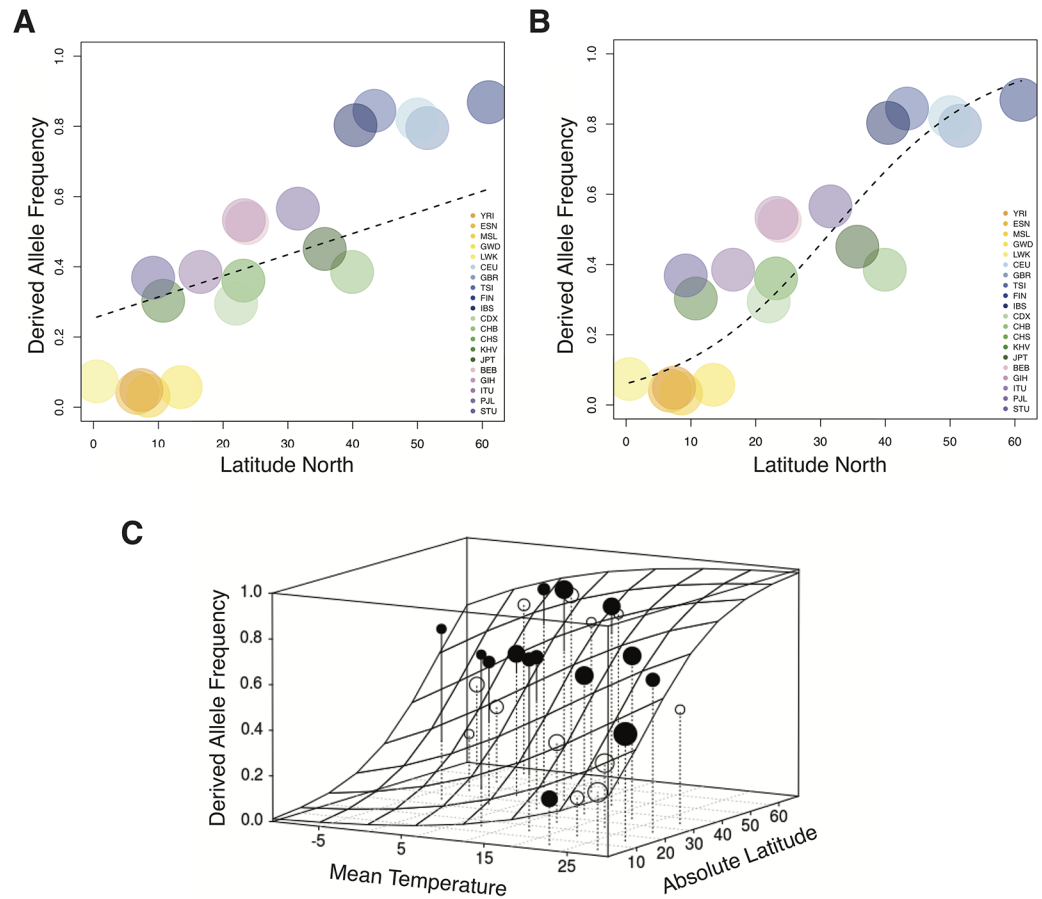 A
Derived Allele Frequency
1.0
0.8
0.6
0.4
0.2
0.0
0 10 20 30 40 50 60
Latitude North
YRI
ESN
MSL
GWD
LWK
CEU
GBR
TSI
FIN
IBS
CDX
CHB
CHS
KHV
JPT
BEB
GIH
ITU
PJL
STU
B
Derived Allele Frequency
1.0
0.8
0.6
0.4
0.2
0.0
0 10 20 30 40 50 60
Latitude North
YRI
ESN
MSL
GWD
LWK
CEU
GBR
TSI
FIN
IBS
CDX
CHB
CHS
KHV
JPT
BEB
GIH
ITU
PJL
STU
C
Derived Allele Frequency
1.0
0.8
0.6
0.4
0.2
0.0
-5 5 15 25
Mean Temperature
10 20 30 40 50 60
Absolute Latitude